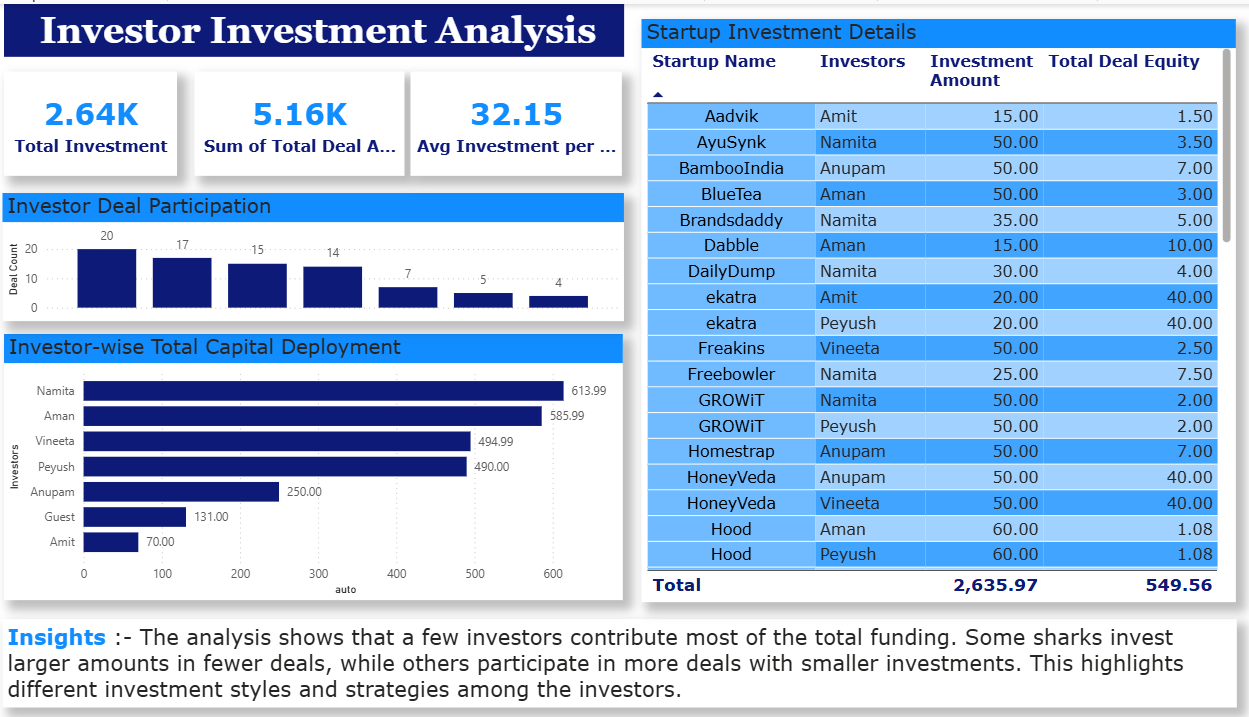 Investor Investment Analysis
2.64K
Total Investment
5.16K
Sum of Total Deal A...
32.15
Avg Investment per ...
Investor Deal Participation
Deal Count
20
10
0
20
17
15
14
7
5
4
Investor-wise Total Capital Deployment
Investors
Namita 613.99
Aman 585.99
Vineeta 494.99
Peyush 490.00
Anupam 250.00
Guest 131.00
Amit 70.00
0 100 200 300 400 500 600
auto
Startup Investment Details
Startup Name Investors Investment Amount Total Deal Equity
Aadvik Amit 15.00 1.50
AyuSynk Namita 50.00 3.50
BambooIndia Anupam 50.00 7.00
BlueTea Aman 50.00 3.00
Brandsdaddy Namita 35.00 5.00
Dabble Aman 15.00 10.00
DailyDump Namita 30.00 4.00
ekatra Amit 20.00 40.00
ekatra Peyush 20.00 40.00
Freakins Vineeta 50.00 2.50
Freebowler Namita 25.00 7.50
GROWiT Namita 50.00 2.00
GROWiT Peyush 50.00 2.00
Homestrap Anupam 50.00 7.00
HoneyVeda Anupam 50.00 40.00
HoneyVeda Vineeta 50.00 40.00
Hood Aman 60.00 1.08
Hood Peyush 60.00 1.08
Total 2,635.97 549.56
Insights :- The analysis shows that a few investors contribute most of the total funding. Some sharks invest
larger amounts in fewer deals, while others participate in more deals with smaller investments. This highlights
different investment styles and strategies among the investors.